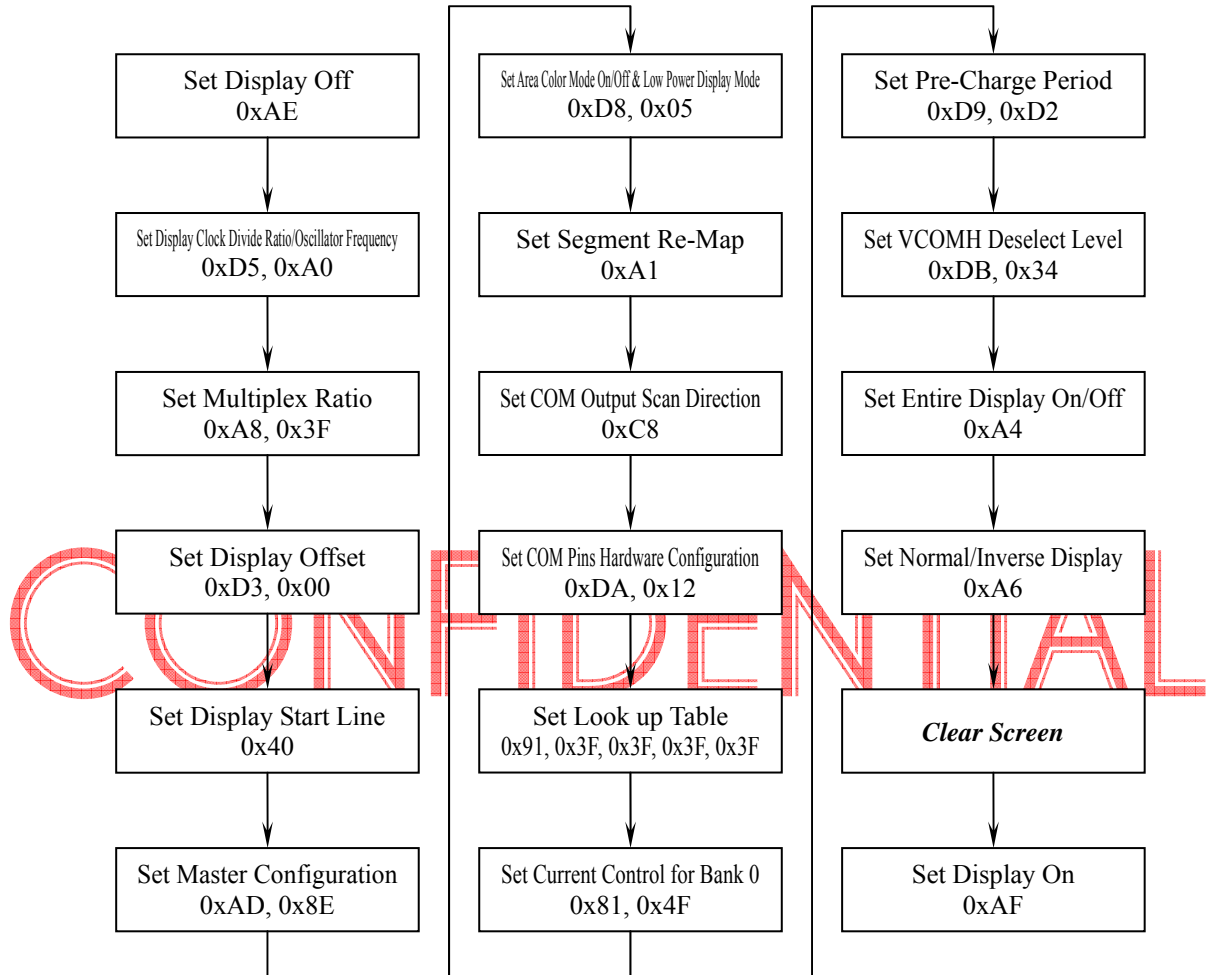 Set Display Off
0xAE
Set Display Clock Divide Ratio/Oscillator Frequency
0xD5, 0xA0
Set Multiplex Ratio
0xA8, 0x3F
Set Display Offset
0xD3, 0x00
Set Display Start Line
0x40
Set Master Configuration
0xAD, 0x8E
Set Area Color Mode On/Off & Low Power Display Mode
0xD8, 0x05
Set Segment Re-Map
0xA1
Set COM Output Scan Direction
0xC8
Set COM Pins Hardware Configuration
0xDA, 0x12
Set Look up Table
0x91, 0x3F, 0x3F, 0x3F, 0x3F
Set Current Control for Bank 0
0x81, 0x4F
Set Pre-Charge Period
0xD9, 0xD2
Set VCOMH Deselect Level
0xDB, 0x34
Set Entire Display On/Off
0xA4
Set Normal/Inverse Display
0xA6
Clear Screen
Set Display On
0xAF
CONFIDENTIAL